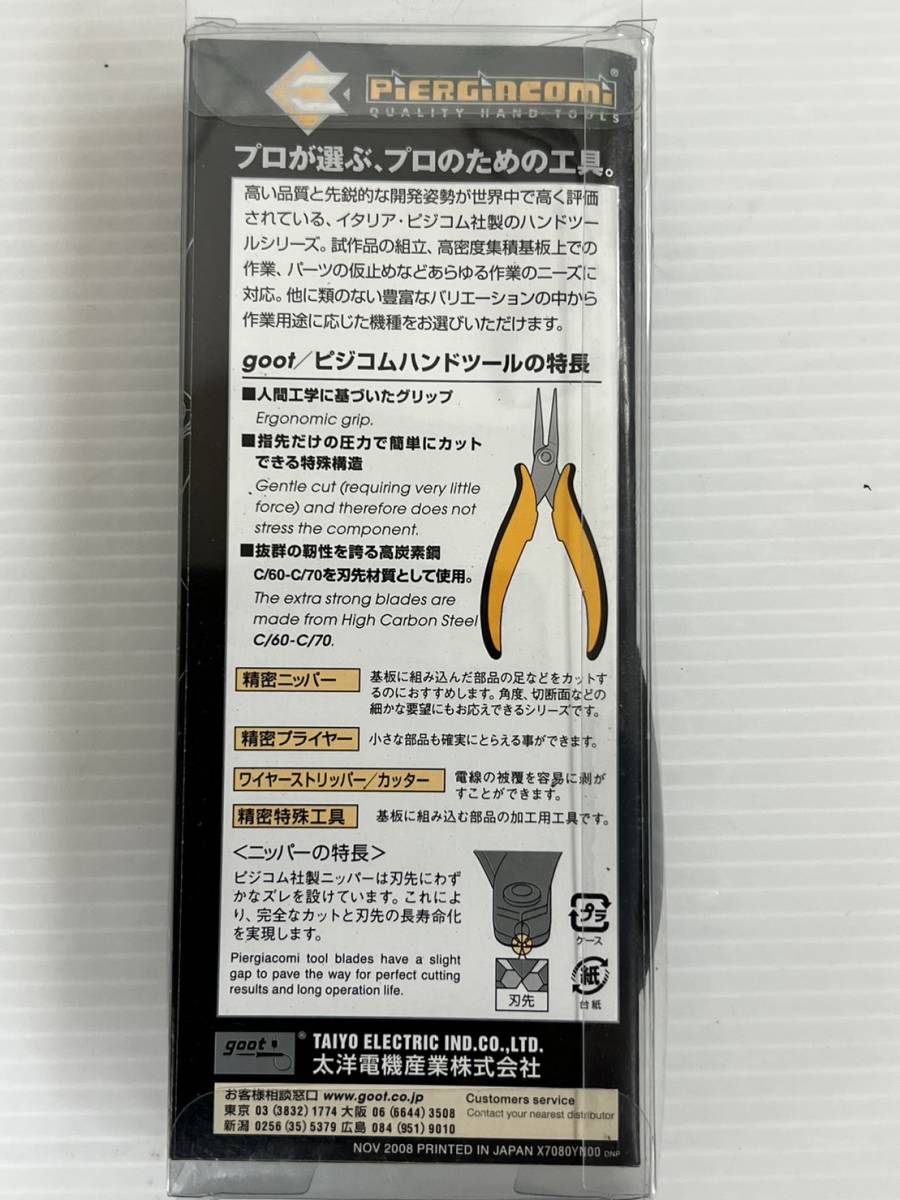 PiERGiACOMi®
QUALITY HAND TOOLS
プロが選ぶ、プロのための工具。
高い品質と先鋭的な開発姿勢が世界中で高く評価
されている、イタリア・ピジコム社製のハンドツー
ルシリーズ。試作品の組立、高密度集積基板上での
作業、パーツの仮止めなどあらゆる作業のニーズに
対応。他に類のない豊富なバリエーションの中から
作業用途に応じた機種をお選びいただけます。
goot/ピジコムハンドツールの特長
■人間工学に基づいたグリップ
Ergonomic grip.
■指先だけの圧力で簡単にカット
できる特殊構造
Gentle cut (requiring very little
force) and therefore does not
stress the component.
■抜群の靭性を誇る高炭素鋼
C/60-C/70を刃先材質として使用。
The extra strong blades are
made from High Carbon Steel
C/60-C/70.
精密ニッパー
基板に組み込んだ部品の足などをカットす
るのにおすすめします。角度、切断面などの
細かな要望にもお応えできるシリーズです。
精密プライヤー
小さな部品も確実にとらえる事ができます。
ワイヤーストリッパー/カッター
電線の被覆を容易に剥が
すことができます。
精密特殊工具
基板に組み込む部品の加工用工具です。
<ニッパーの特長>
ピジコム社製ニッパーは刃先にわず
かなズレを設けています。これによ
り、完全なカットと刃先の長寿命化
を実現します。
Piergiacomi tool blades have a slight
gap to pave the way for perfect cutting
results and long operation life.
刃先
プラ
ケース
紙
台紙
goot®
TAIYO ELECTRIC IND.CO.,LTD.
太洋電機産業株式会社
お客様相談窓口 www.goot.co.jp
東京 03 (3832) 1774 大阪 06 (6644) 3508
新潟 0256 (35) 5379 広島 084 (951) 9010
Customers service
Contact your nearest distributor
NOV 2008 PRINTED IN JAPAN X7080YN00 DNP